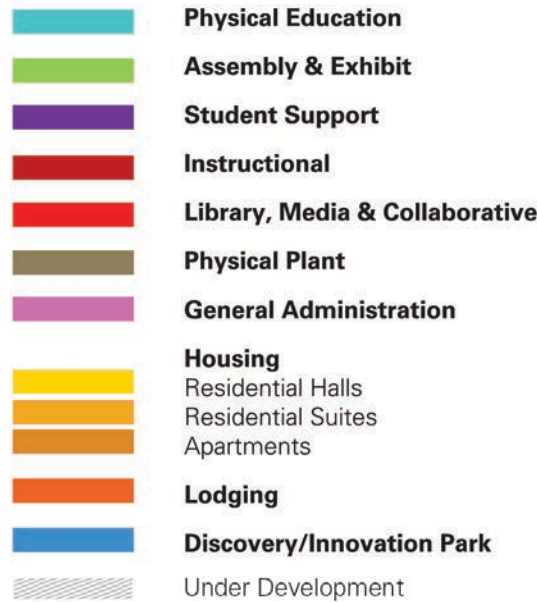 Physical Education
Assembly & Exhibit
Student Support
Instructional
Library, Media & Collaborative
Physical Plant
General Administration
Housing
Residential Halls
Residential Suites
Apartments
Lodging
Discovery/Innovation Park
Under Development